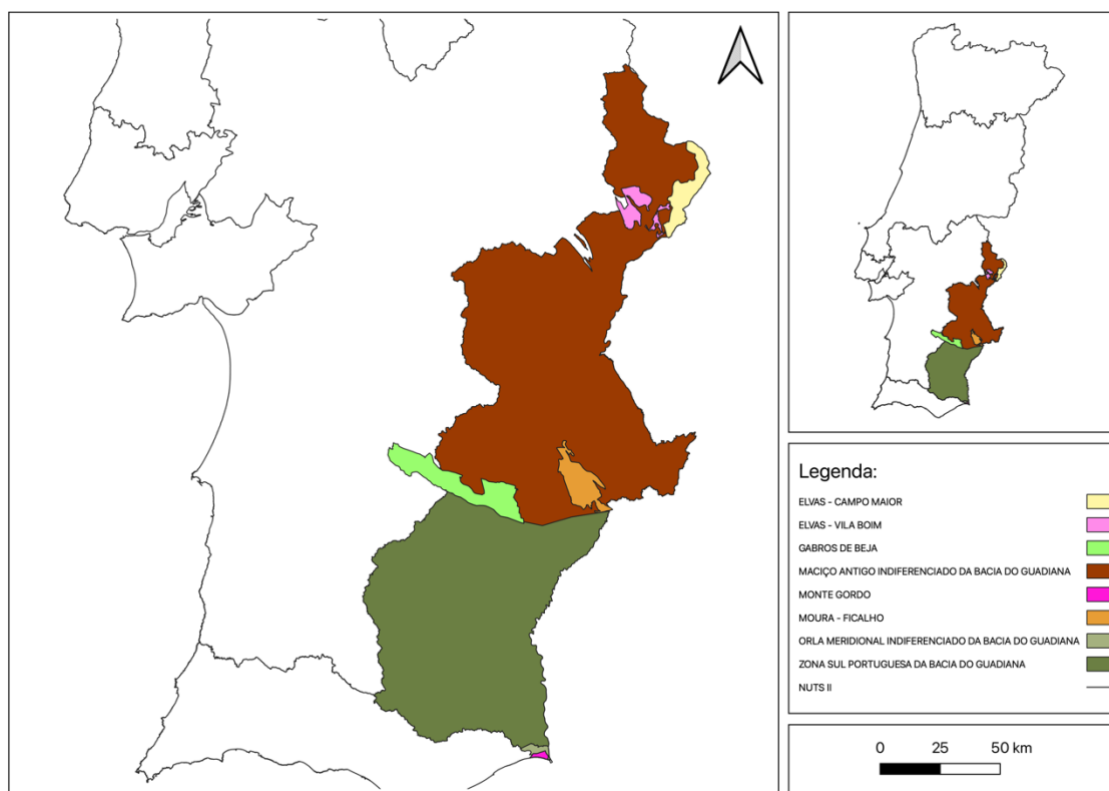 Legenda:
ELVAS - CAMPO MAIOR
ELVAS - VILA BOIM
GABROS DE BEJA
MACIÇO ANTIGO INDIFERENCIADO DA BACIA DO GUADIANA
MONTE GORDO
MOURA - FICALHO
ORLA MERIDIONAL INDIFERENCIADO DA BACIA DO GUADIANA
ZONA SUL PORTUGUESA DA BACIA DO GUADIANA
NUTS II
0 25 50 km